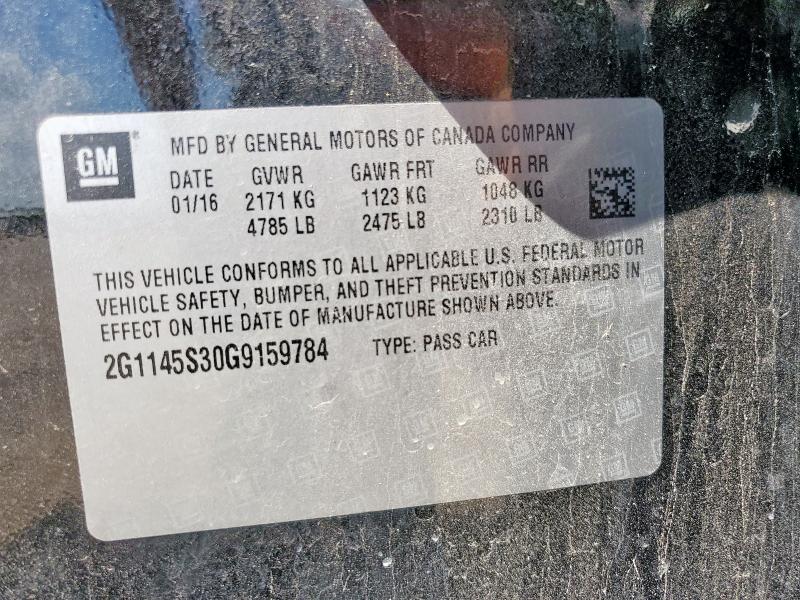 GM
MFD BY GENERAL MOTORS OF CANADA COMPANY
DATE GVWR GAWR FRT GAWR RR
01/16 2171 KG 1123 KG 1048 KG
4785 LB 2475 LB 2310 LB
THIS VEHICLE CONFORMS TO ALL APPLICABLE U.S. FEDERAL MOTOR
VEHICLE SAFETY, BUMPER, AND THEFT PREVENTION STANDARDS IN
EFFECT ON THE DATE OF MANUFACTURE SHOWN ABOVE.
2G1145S30G9159784 TYPE: PASS CAR